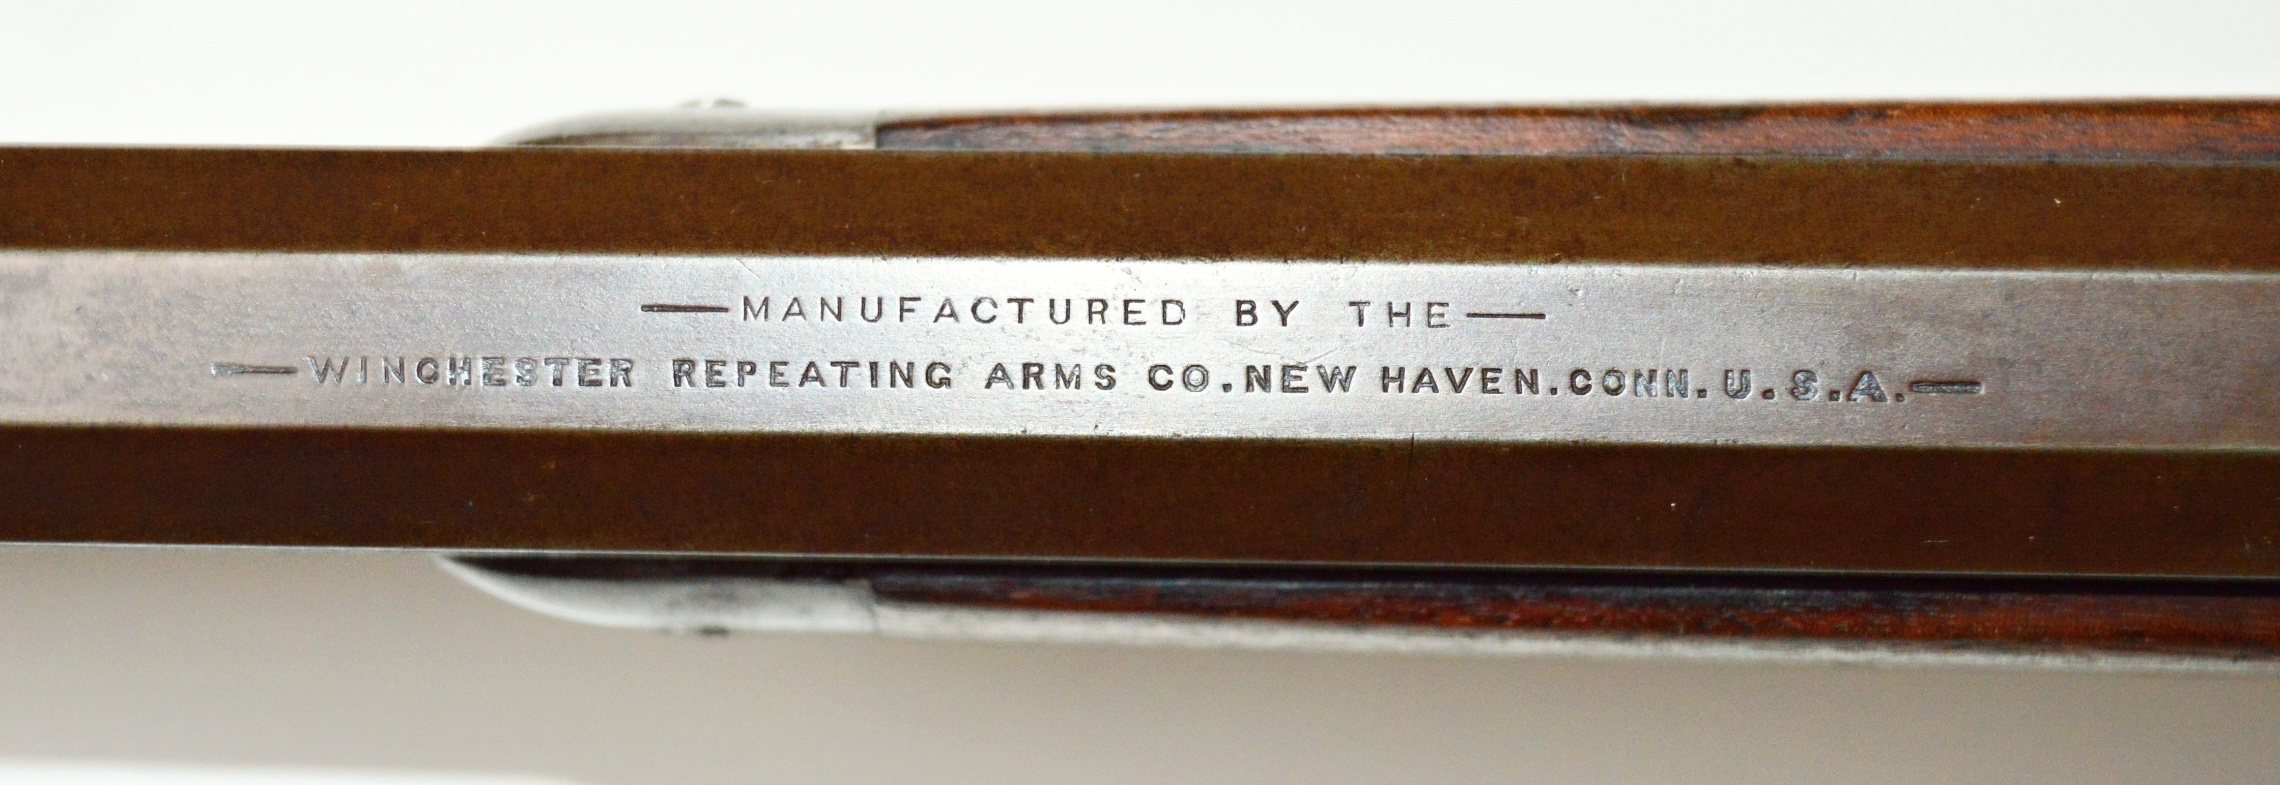 —MANUFACTURED BY THE—
—WINCHESTER REPEATING ARMS CO.NEW HAVEN.CONN.U.S.A.—